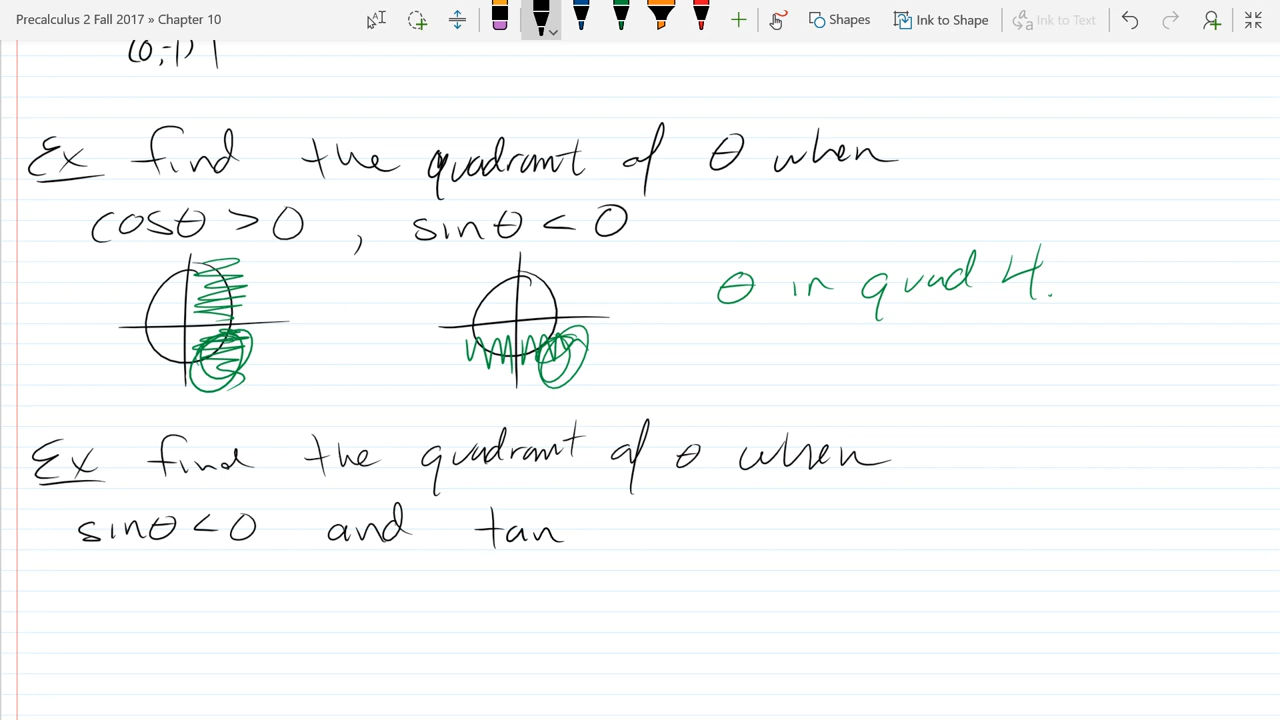 Precalculus 2 Fall 2017 » Chapter 10
Shapes
Ink to Shape
Ink to Text
(0,-1)
Ex find the quadrant of θ when
cosθ > 0 , sinθ < 0
θ in quad 4.
Ex find the quadrant of θ when
sinθ < 0 and tan